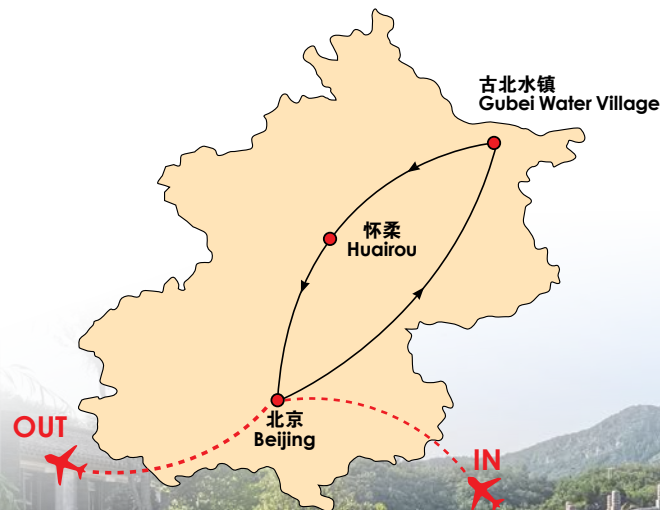 古北水镇
Gubei Water Village
怀柔
Huairou
北京
Beijing
OUT
IN